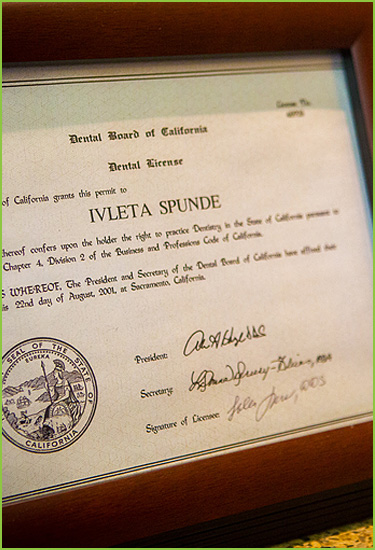 License No.
Dental Board of California
Dental License
of California grants this permit to
IVLETA SPUNDE
hereof confers upon the holder the right to practice Dentistry in the State of California pursuant to
Chapter 4, Division 2 of the Business and Professions Code of California.
S WHEREOF, The President and Secretary of the Dental Board of California have affixed their
is 22nd day of August, 2001, at Sacramento, California.
SEAL OF THE STATE OF CALIFORNIA
EUREKA
President:
Secretary:
Signature of Licensee: